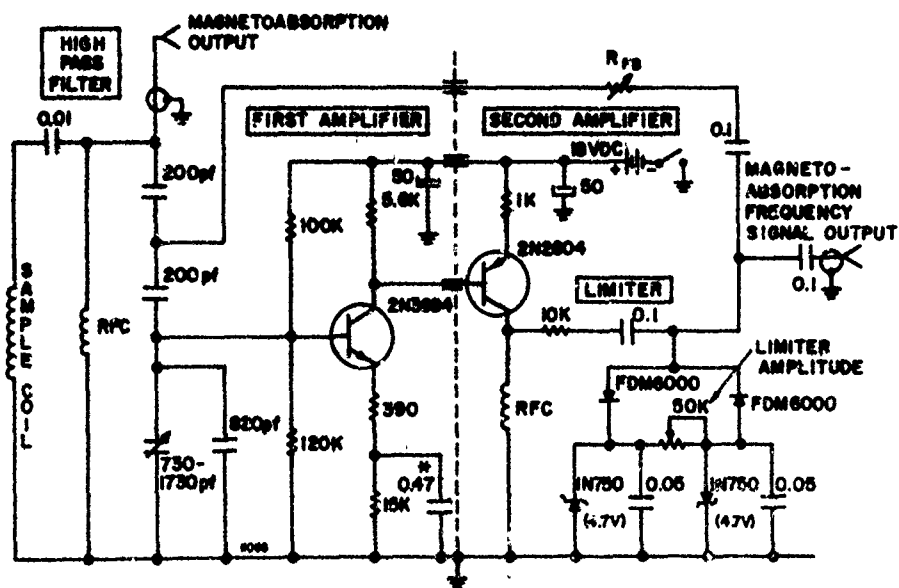 MAGNETOABSORPTION
OUTPUT
HIGH
PASS
FILTER
0.01
FIRST AMPLIFIER
SECOND AMPLIFIER
RFB
18VDC
+ -
0.1
200pf
50
5.6K
1K
50
100K
MAGNETO-
ABSORPTION
FREQUENCY
SIGNAL OUTPUT
0.1
2N2604
SAMPLE COIL
200pf
RFC
LIMITER
10K
0.1
LIMITER
AMPLITUDE
FDM6000
50K
FDM6000
390
RFC
820pf
120K
730-
1730pf
*
0.47
15K
1N750
(4.7V)
0.05
1N750
(4.7V)
0.05